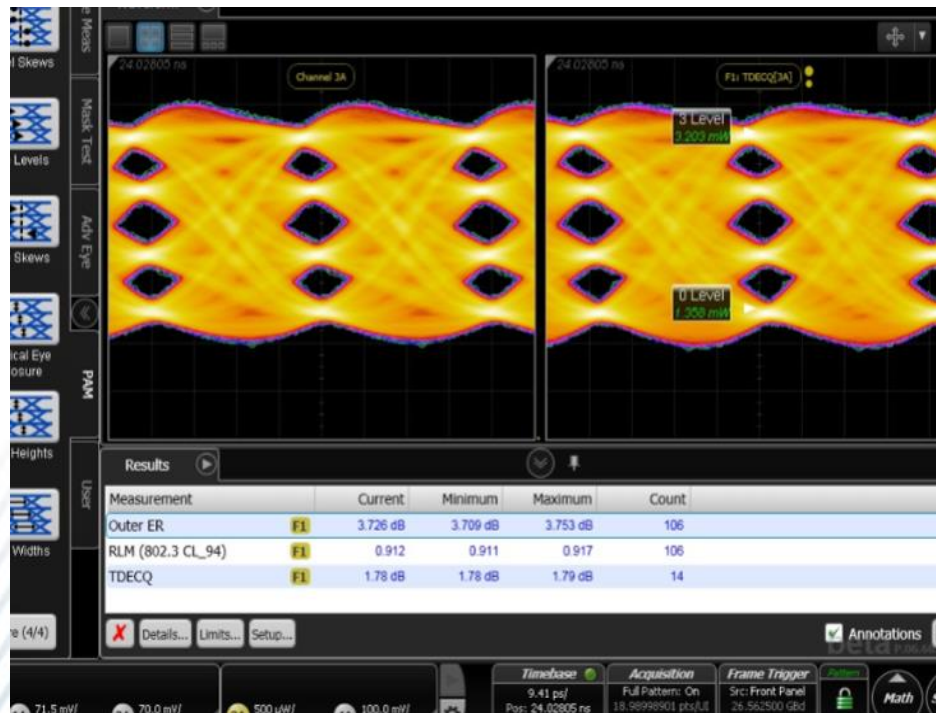 e Meas
l Skews
Mask Test
Levels
Adv Eye
Skews
ical Eye
osure
PAM
Heights
User
Widths
e (4/4)
24.02805 ns
Channel 3A
24.02805 ns
F1: TDECQ[3A]
3 Level
3.203 mW
0 Level
1.358 mW
Results
Measurement Current Minimum Maximum Count
Outer ER F1 3.726 dB 3.709 dB 3.753 dB 106
RLM (802.3 CL_94) F1 0.912 0.911 0.917 106
TDECQ F1 1.78 dB 1.78 dB 1.79 dB 14
Details... Limits... Setup...
Annotations
beta
71.5 mV/
70.0 mV/
500 µW/
100.0 mV/
Timebase
9.41 ps/
Pos: 24.02805 ns
Acquisition
Full Pattern: On
18.98998901 pts/UI
Frame Trigger
Src: Front Panel
26.562500 GBd
Pattern
Math